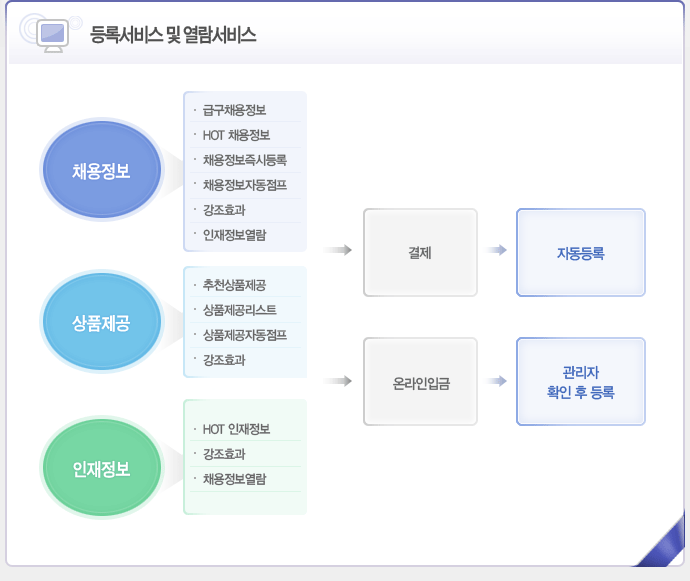 등록서비스 및 열람서비스
채용정보
· 급구채용정보
· HOT 채용정보
· 채용정보즉시등록
· 채용정보자동점프
· 강조효과
· 인재정보열람
상품제공
· 추천상품제공
· 상품제공리스트
· 상품제공자동점프
· 강조효과
인재정보
· HOT 인재정보
· 강조효과
· 채용정보열람
결제
자동등록
온라인입금
관리자
확인 후 등록